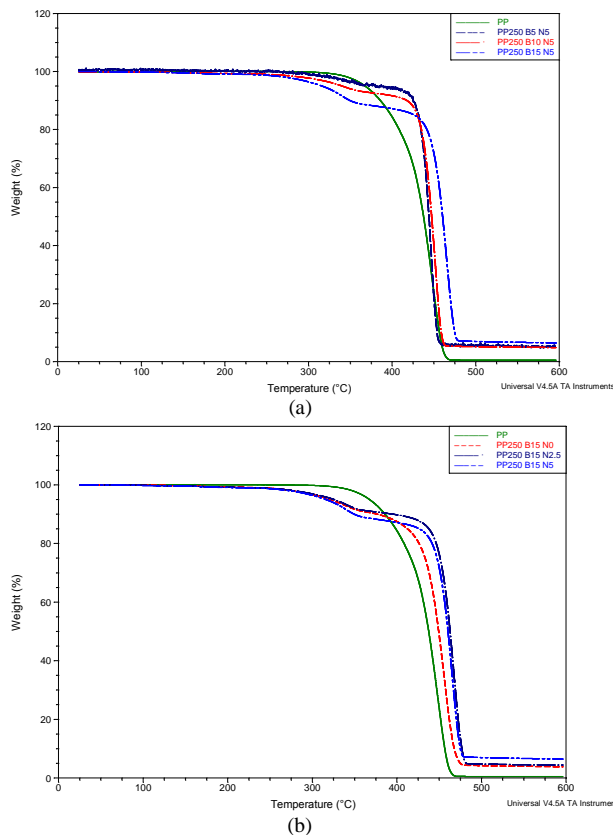 120
PP
PP250 B5 N5
PP250 B10 N5
PP250 B15 N5
100
80
60
40
20
0
Weight (%)
0 100 200 300 400 500 600
Temperature (°C)
Universal V4.5A TA Instruments
(a)
120
PP
PP250 B15 N0
PP250 B15 N2.5
PP250 B15 N5
100
80
60
40
20
0
Weight (%)
0 100 200 300 400 500 600
Temperature (°C)
Universal V4.5A TA Instruments
(b)